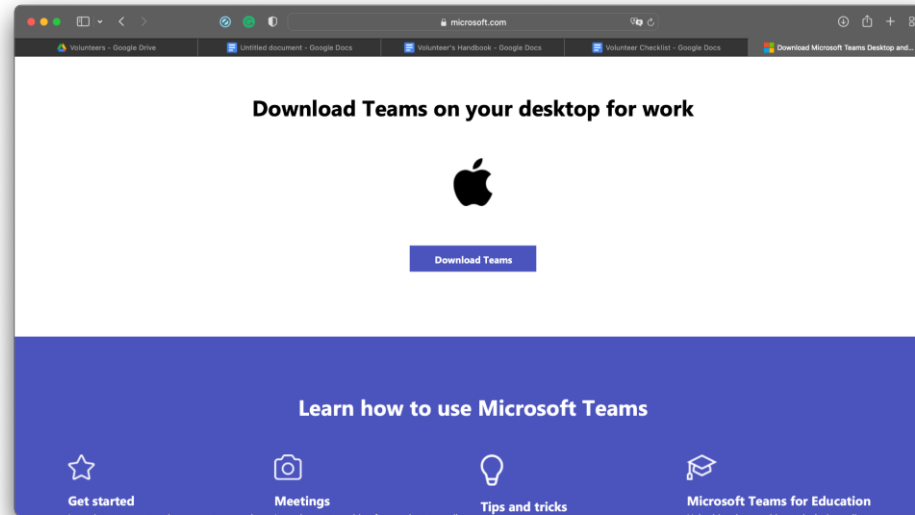 microsoft.com
Volunteers - Google Drive
Untitled document - Google Docs
Volunteer's Handbook - Google Docs
Volunteer Checklist - Google Docs
Download Microsoft Teams Desktop and...
Download Teams on your desktop for work
Download Teams
Learn how to use Microsoft Teams
Get started
Meetings
Tips and tricks
Microsoft Teams for Education